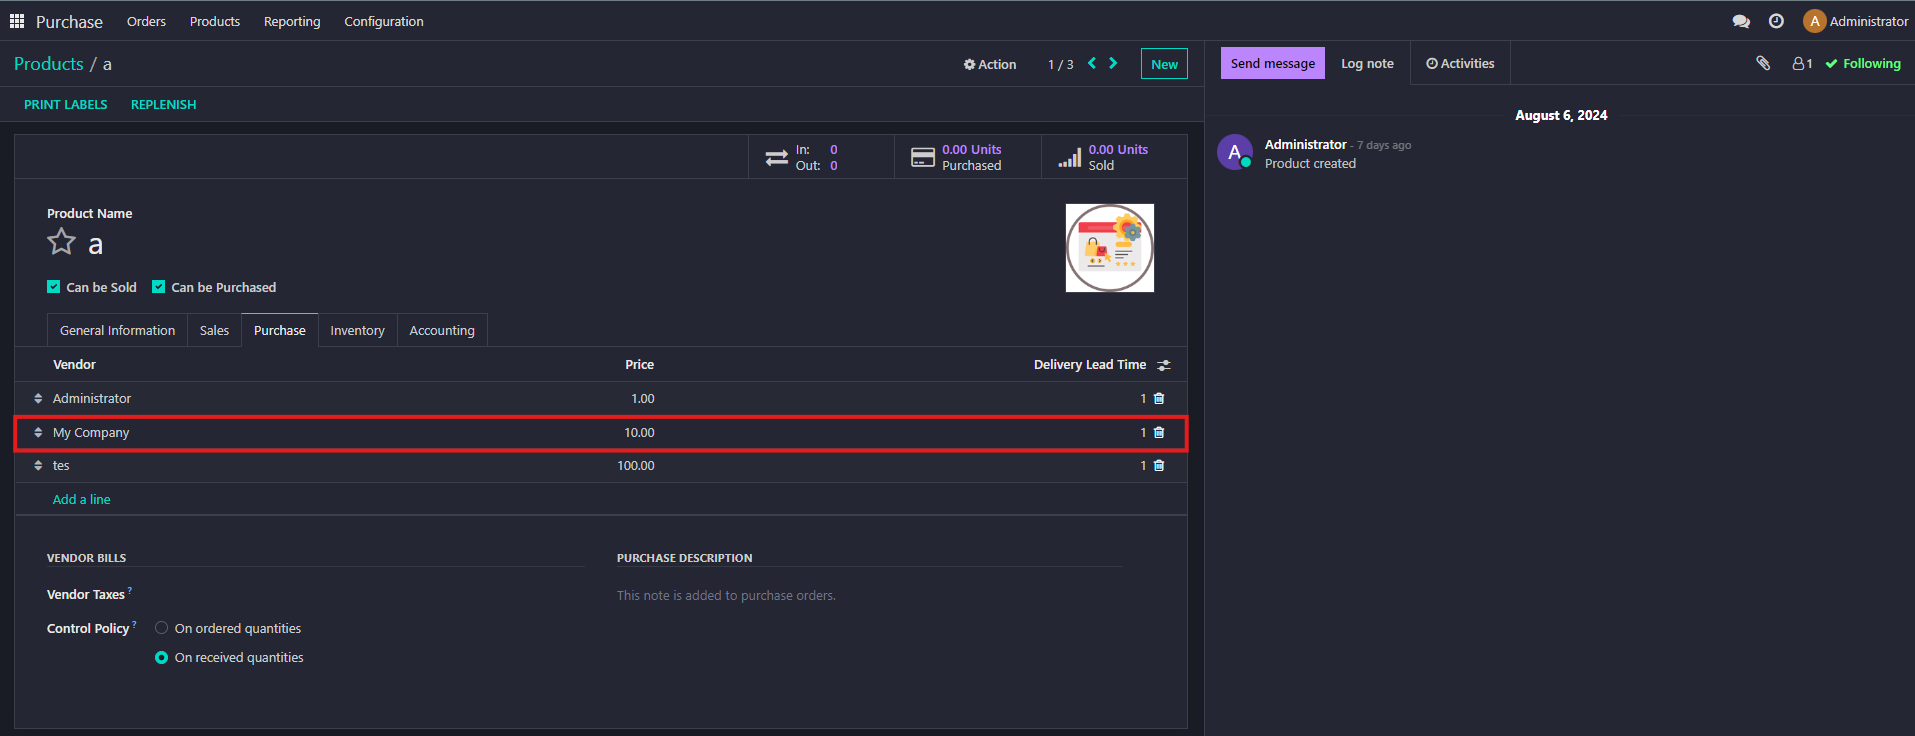 Purchase Orders Products Reporting Configuration A Administrator
Products / a Action 1 / 3 New Send message Log note Activities 1 Following
PRINT LABELS REPLENISH
August 6, 2024
In: 0
Out: 0
0.00 Units
Purchased
0.00 Units
Sold
A
Administrator - 7 days ago
Product created
Product Name
a
Can be Sold Can be Purchased
General Information Sales Purchase Inventory Accounting
Vendor Price Delivery Lead Time
Administrator 1.00 1
My Company 10.00 1
tes 100.00 1
Add a line
VENDOR BILLS PURCHASE DESCRIPTION
Vendor Taxes ? This note is added to purchase orders.
Control Policy ? On ordered quantities
On received quantities